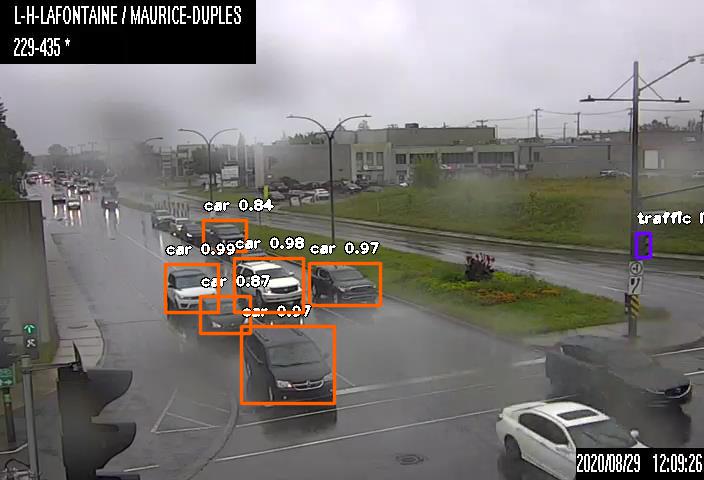 L-H-LAFONTAINE / MAURICE-DUPLES
229-435 *
car 0.84
car 0.99
car 0.98
car 0.97
car 0.87
car 0.97
traffic
2020/08/29 12:09:26